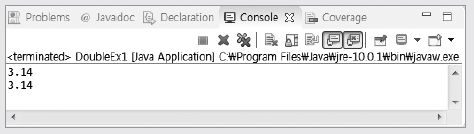 Problems @ Javadoc Declaration Console Coverage
<terminated> DoubleEx1 [Java Application] C:₩Program Files₩Java₩jre-10.0.1₩bin₩javaw.exe
3.14
3.14